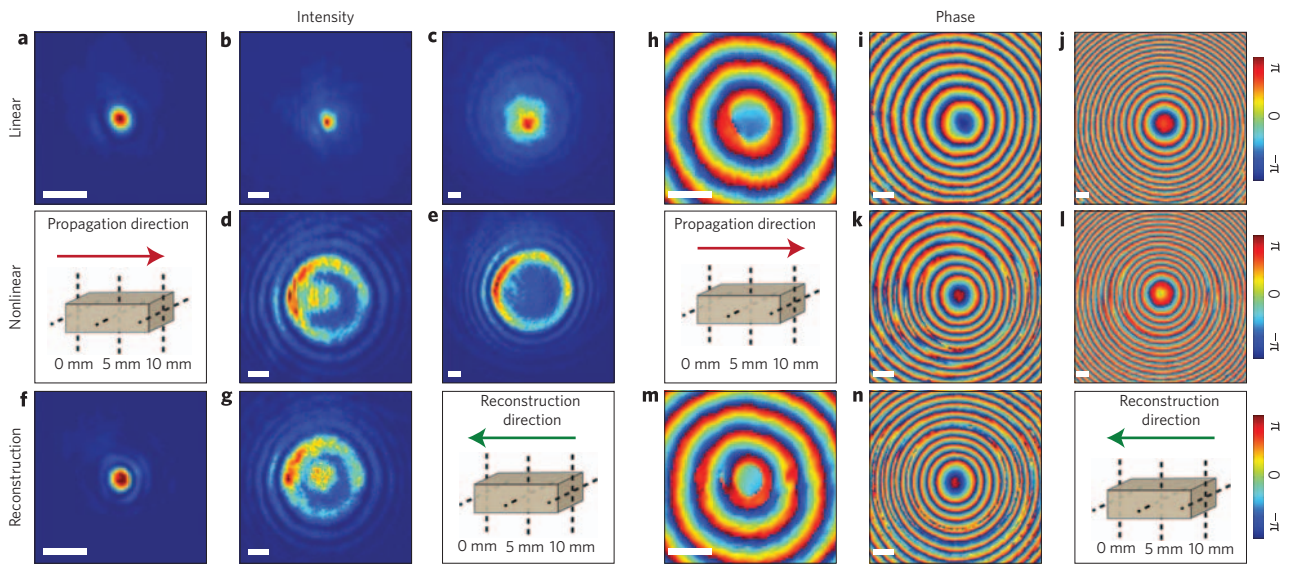 Intensity
Phase
a
b
c
h
i
j
Linear
π
0
−π
Propagation direction
0 mm 5 mm 10 mm
d
e
Propagation direction
0 mm 5 mm 10 mm
k
l
Nonlinear
π
0
−π
f
g
Reconstruction
direction
0 mm 5 mm 10 mm
m
n
Reconstruction
direction
0 mm 5 mm 10 mm
Reconstruction
π
0
−π